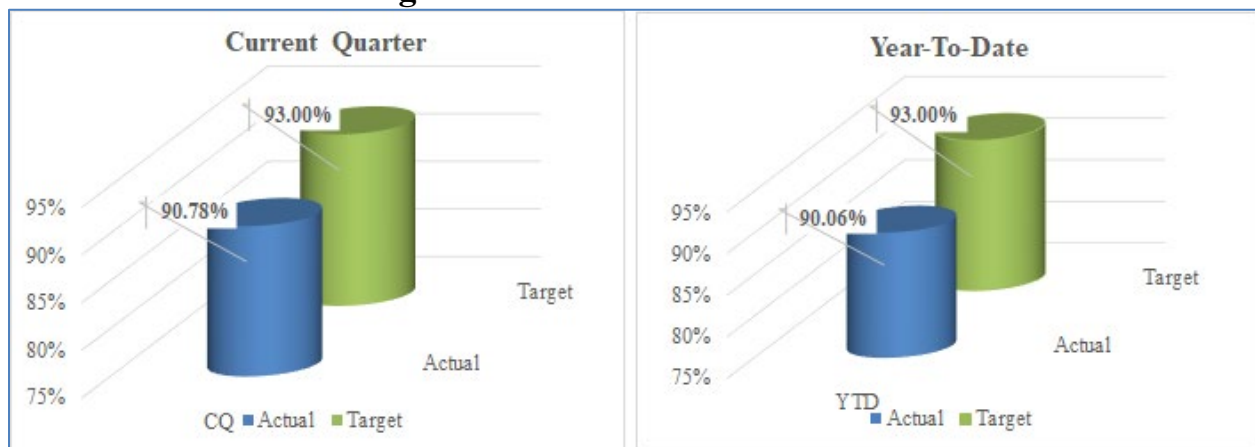 Current Quarter
93.00%
90.78%
95%
90%
85%
80%
75%
Target
Actual
CQ
Actual
Target
Year-To-Date
93.00%
90.06%
95%
90%
85%
80%
75%
Target
Actual
YTD
Actual
Target